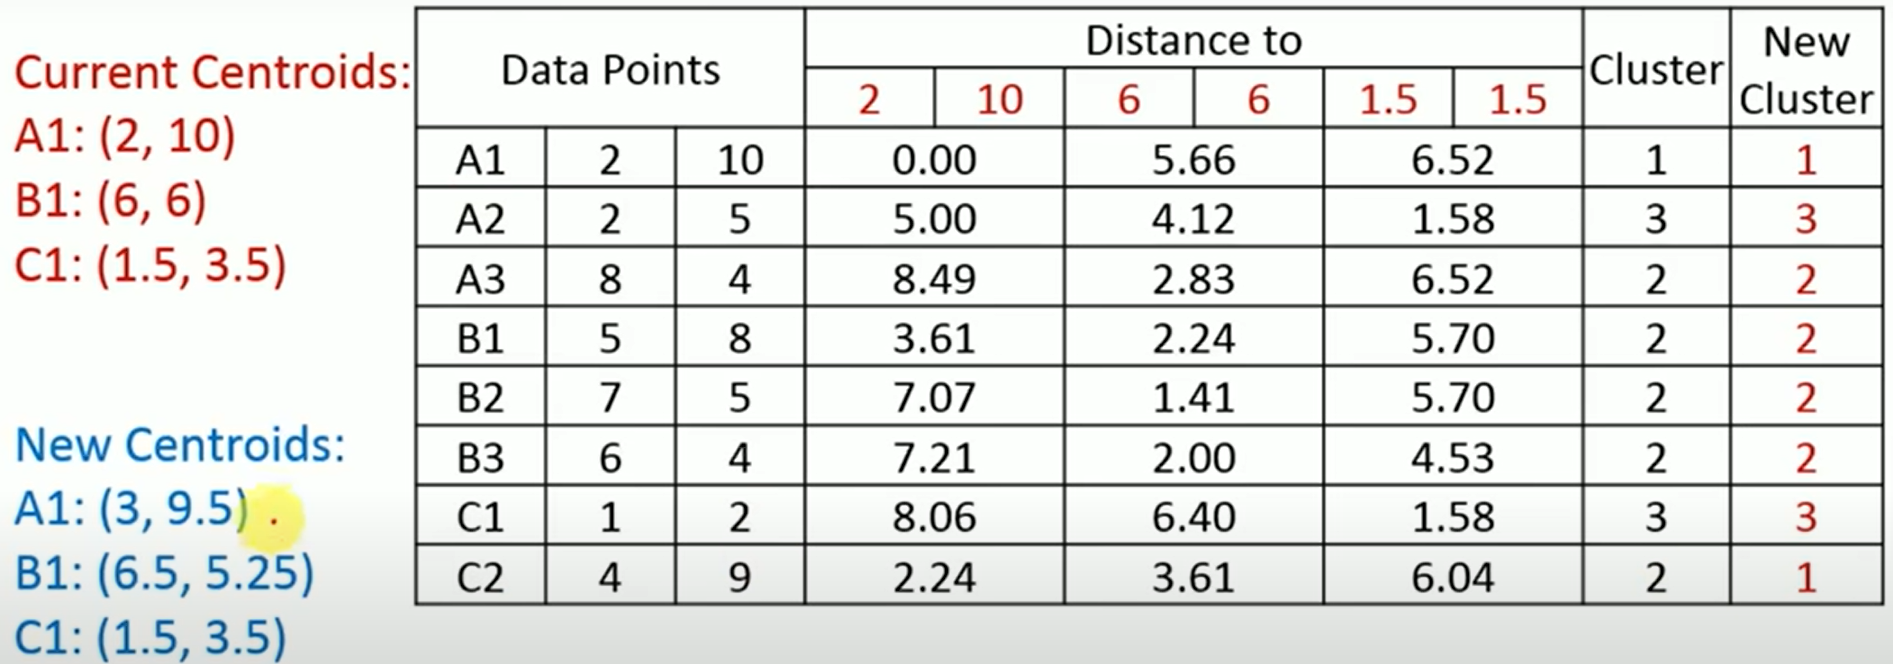 Current Centroids:
A1: (2, 10)
B1: (6, 6)
C1: (1.5, 3.5)
New Centroids:
A1: (3, 9.5)
B1: (6.5, 5.25)
C1: (1.5, 3.5)
Data Points Distance to Cluster New Cluster
2 10 6 6 1.5 1.5
A1 2 10 0.00 5.66 6.52 1 1
A2 2 5 5.00 4.12 1.58 3 3
A3 8 4 8.49 2.83 6.52 2 2
B1 5 8 3.61 2.24 5.70 2 2
B2 7 5 7.07 1.41 5.70 2 2
B3 6 4 7.21 2.00 4.53 2 2
C1 1 2 8.06 6.40 1.58 3 3
C2 4 9 2.24 3.61 6.04 2 1